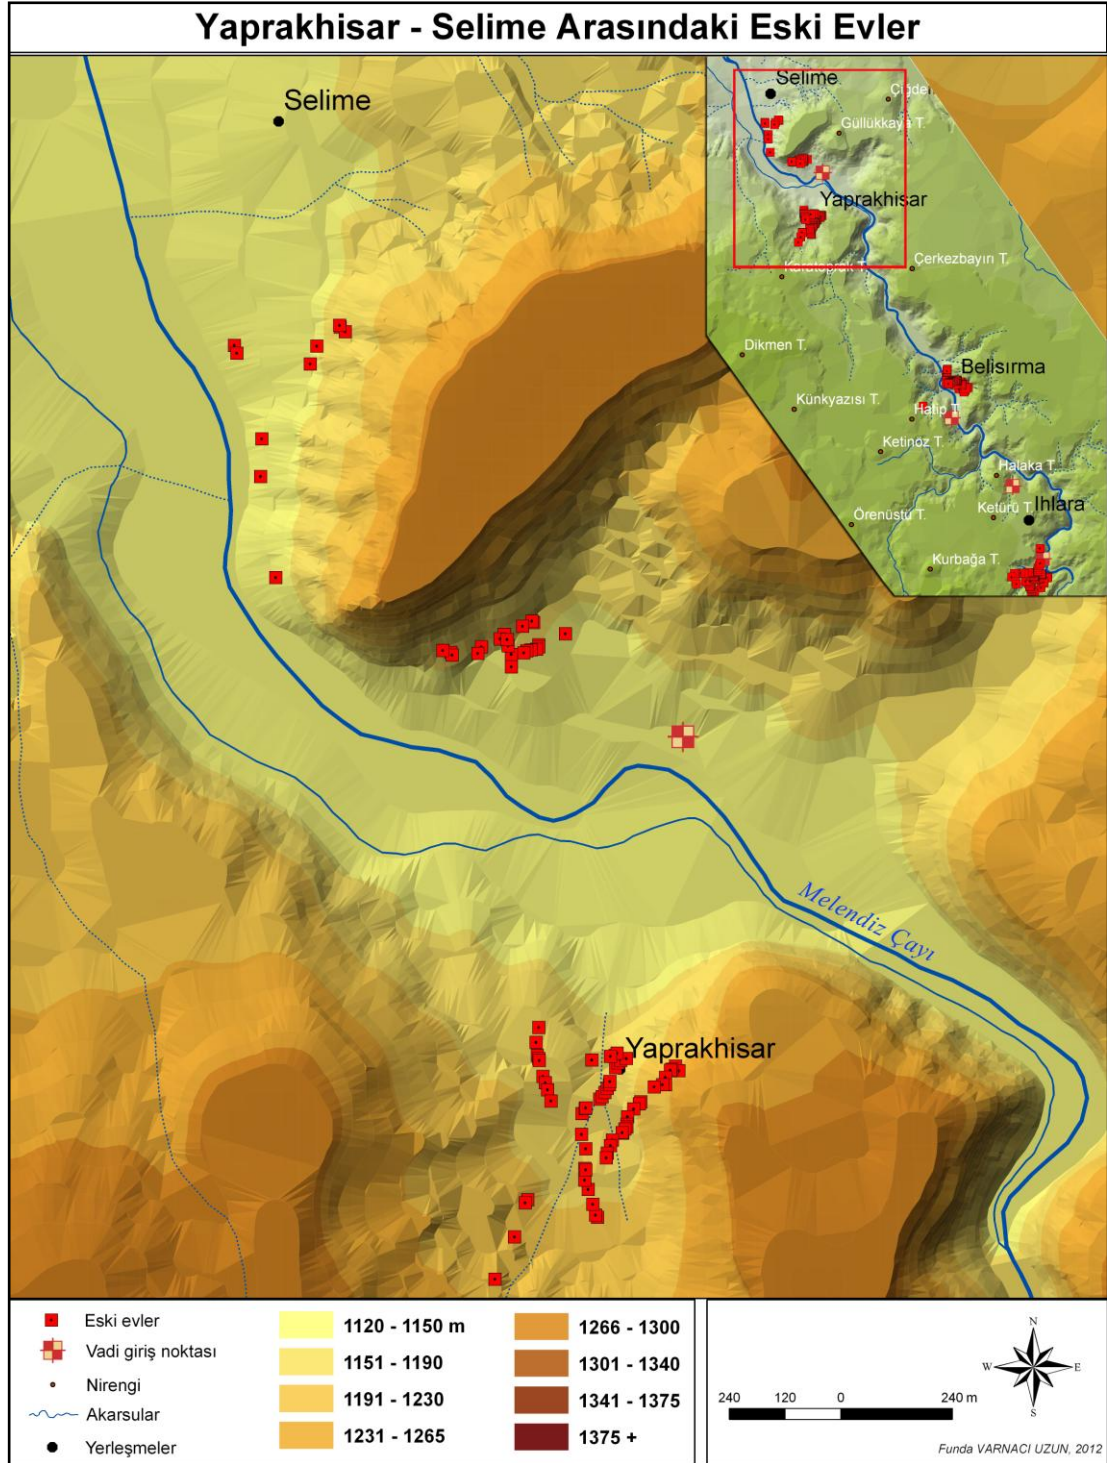 Yaprakhisar - Selime Arasındaki Eski Evler
Selime
Selime
Güllükkaya T.
Yaprakhisar
Çerkezbayırı T.
Dikmen T.
Belisırma
Künkyazısı T.
Hatip T.
Ketinöz T.
Halaka T.
Örenüstü T.
Ketürü T.
Ihlara
Kurbağa T.
Melendiz Çayı
Yaprakhisar
Eski evler
Vadi giriş noktası
Nirengi
Akarsular
Yerleşmeler
1120 - 1150 m
1151 - 1190
1191 - 1230
1231 - 1265
1266 - 1300
1301 - 1340
1341 - 1375
1375 +
N
W
E
S
240 120 0 240 m
Funda VARNACI UZUN, 2012